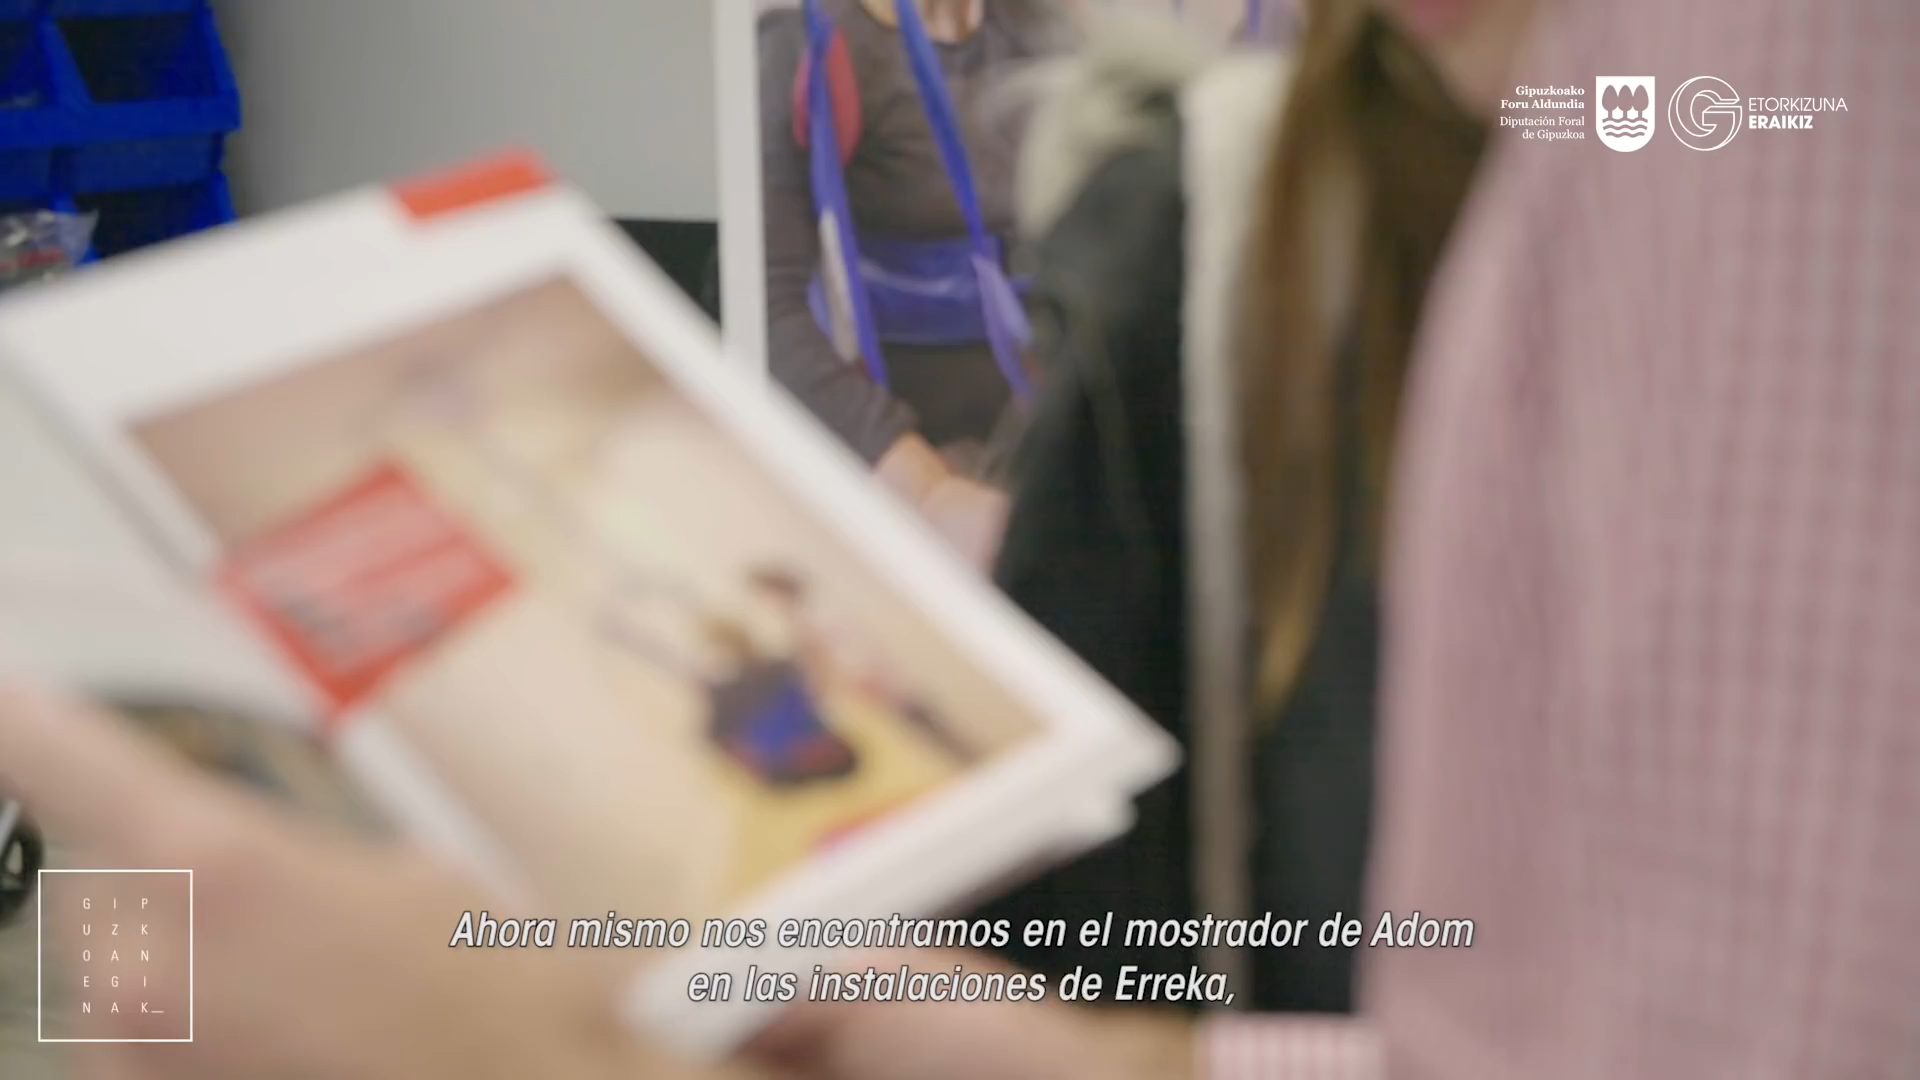 Gipuzkoako
Foru Aldundia
Diputación Foral
de Gipuzkoa
ETORKIZUNA
ERAIKIZ
Ahora mismo nos encontramos en el mostrador de Adom
en las instalaciones de Erreka,
G I P
U Z K
O A N
E G I
N A K_